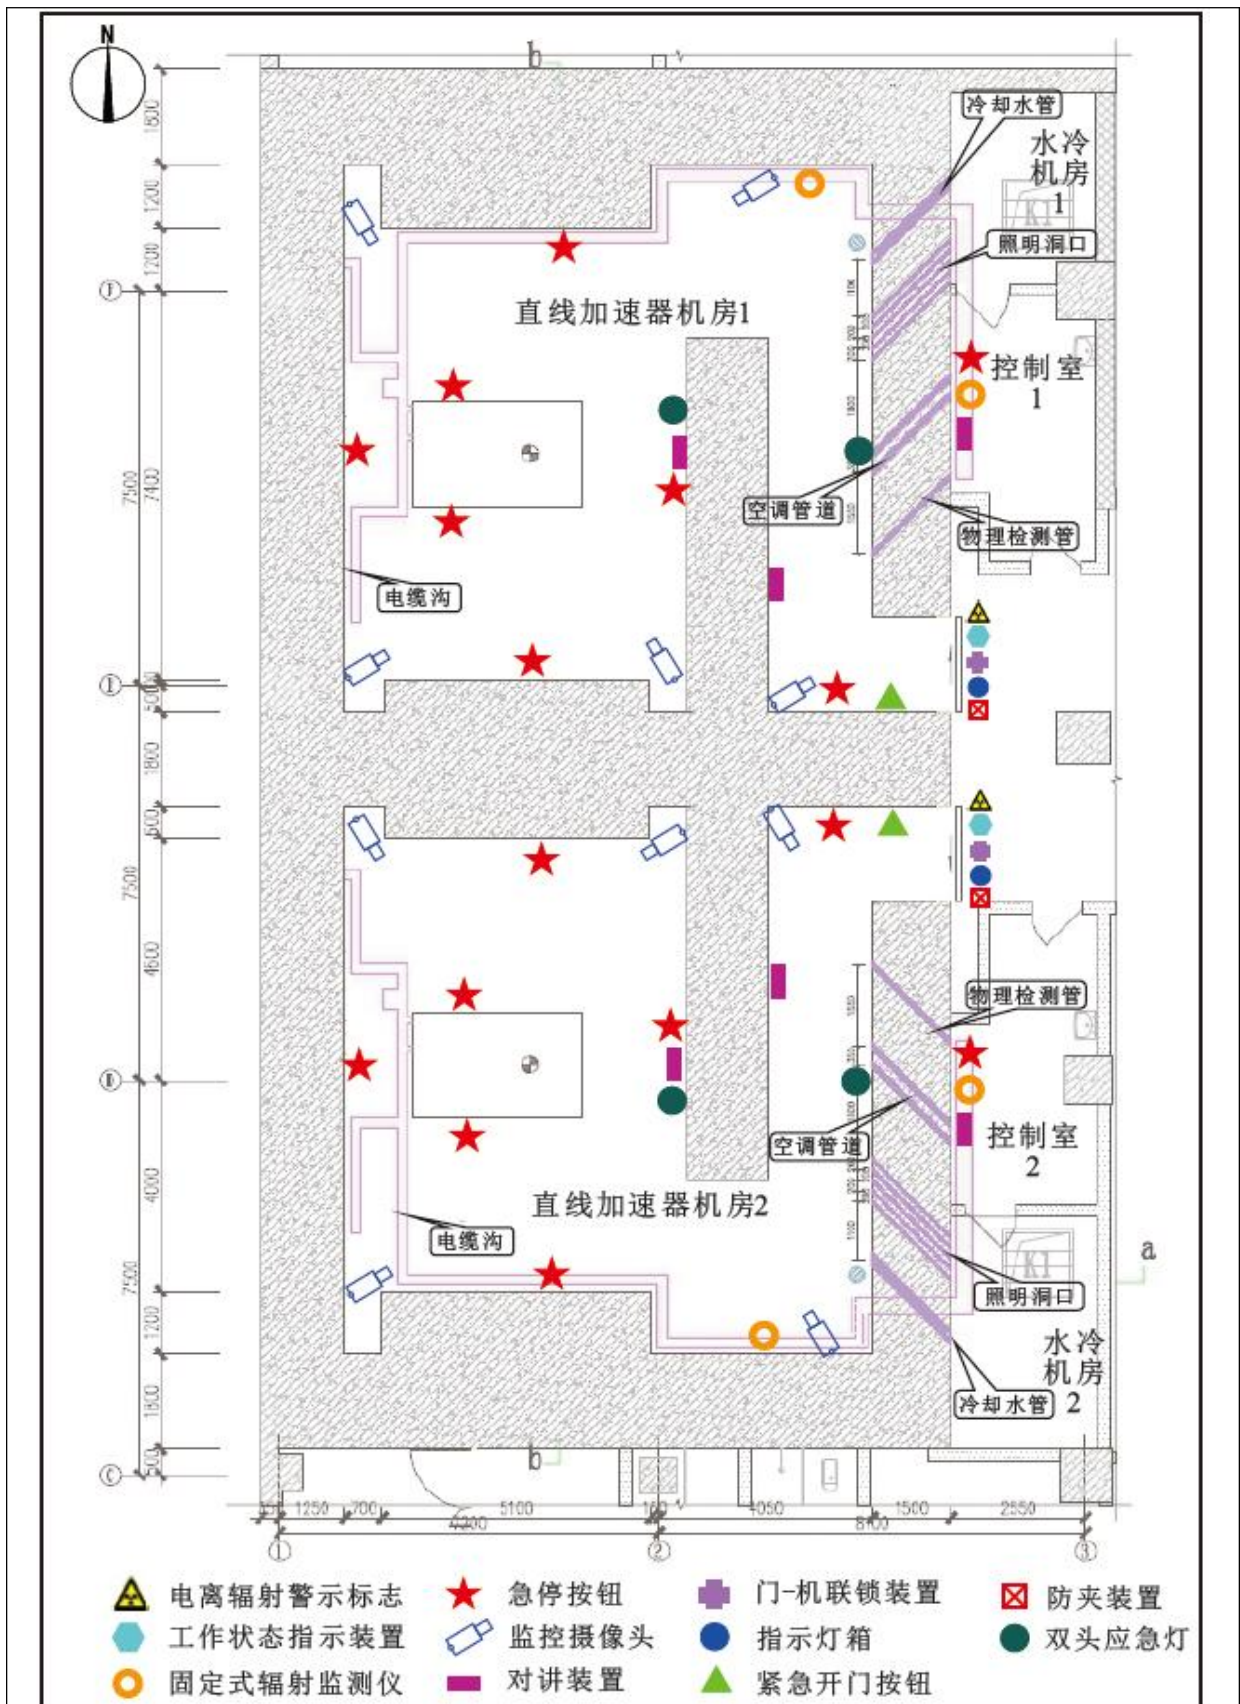 N
b
1800
冷却水管
水冷
机房
1
K1
1200
1200
照明洞口
F
直线加速器机房1
控制室
1
7500
7400
空调管道
物理检测管
电缆沟
E
1800
600
7500
4600
物理检测管
D
空调管道
控制室
2
4000
直线加速器机房2
电缆沟
a
7500
K1
照明洞口
1200
水冷
机房
2
冷却水管
1800
C
500
b
1250
700
5100
4050
1500
2550
8100
①
②
③
电离辐射警示标志
急停按钮
门-机联锁装置
防夹装置
工作状态指示装置
监控摄像头
指示灯箱
双头应急灯
固定式辐射监测仪
对讲装置
紧急开门按钮